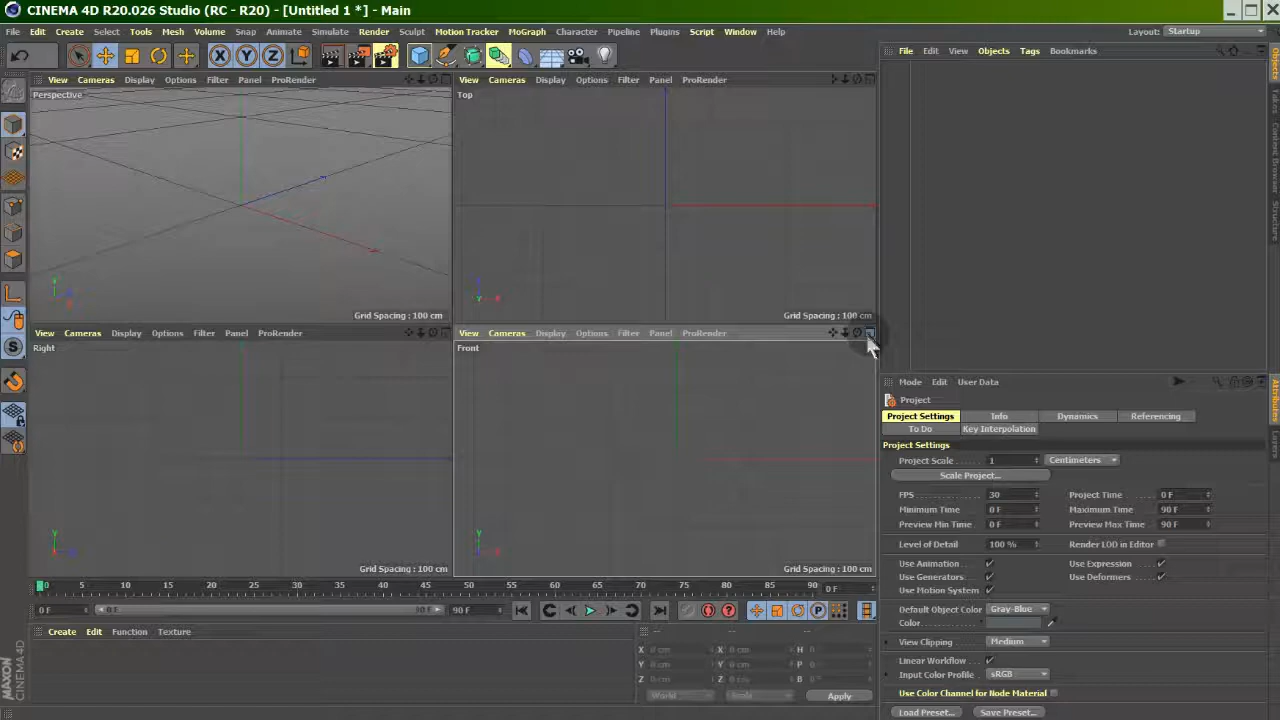 CINEMA 4D R20.026 Studio (RC - R20) - [Untitled 1 *] - Main
File Edit Create Select Tools Mesh Volume Snap Animate Simulate Render Sculpt Motion Tracker MoGraph Character Pipeline Plugins Script Window Help Layout: Startup
File Edit View Objects Tags Bookmarks
View Cameras Display Options Filter Panel ProRender
View Cameras Display Options Filter Panel ProRender
Perspective
Top
Grid Spacing : 100 cm
Grid Spacing : 100 cm
View Cameras Display Options Filter Panel ProRender
View Cameras Display Options Filter Panel ProRender
Right
Front
Grid Spacing : 100 cm
Grid Spacing : 100 cm
0 5 10 15 20 25 30 35 40 45 50 55 60 65 70 75 80 85 90 0 F
0 F 0 F 90 F 90 F
Create Edit Function Texture
-- -- --
X 0 cm X 0 cm H 0
Y 0 cm Y 0 cm P 0
Z 0 cm Z 0 cm B 0
World Scale Apply
MAXON
CINEMA 4D
Objects
Takes
Content Browser
Structure
Mode Edit User Data
Project
Project Settings Info Dynamics Referencing
To Do Key Interpolation
Project Settings
Project Scale 1 Centimeters
Scale Project...
FPS 30 Project Time 0 F
Minimum Time 0 F Maximum Time 90 F
Preview Min Time 0 F Preview Max Time 90 F
Level of Detail 100 % Render LOD in Editor
Use Animation Use Expression
Use Generators Use Deformers
Use Motion System
Default Object Color Gray-Blue
Color
View Clipping Medium
Linear Workflow
Input Color Profile sRGB
Use Color Channel for Node Material
Load Preset... Save Preset...
Attributes
Layers